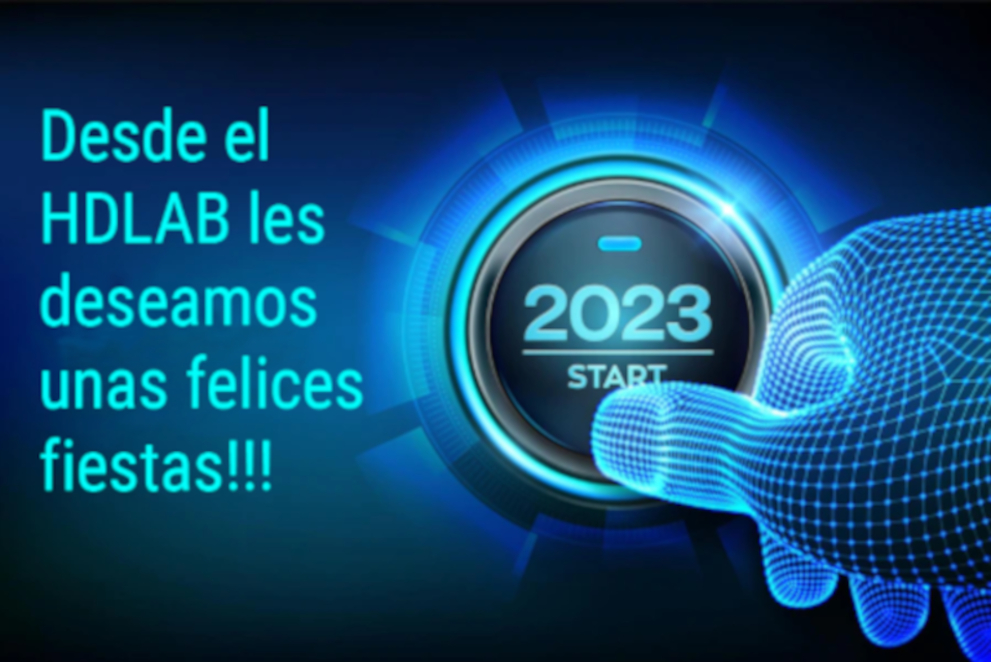 Desde el
HDLAB les
deseamos
unas felices
fiestas!!!
2023
START